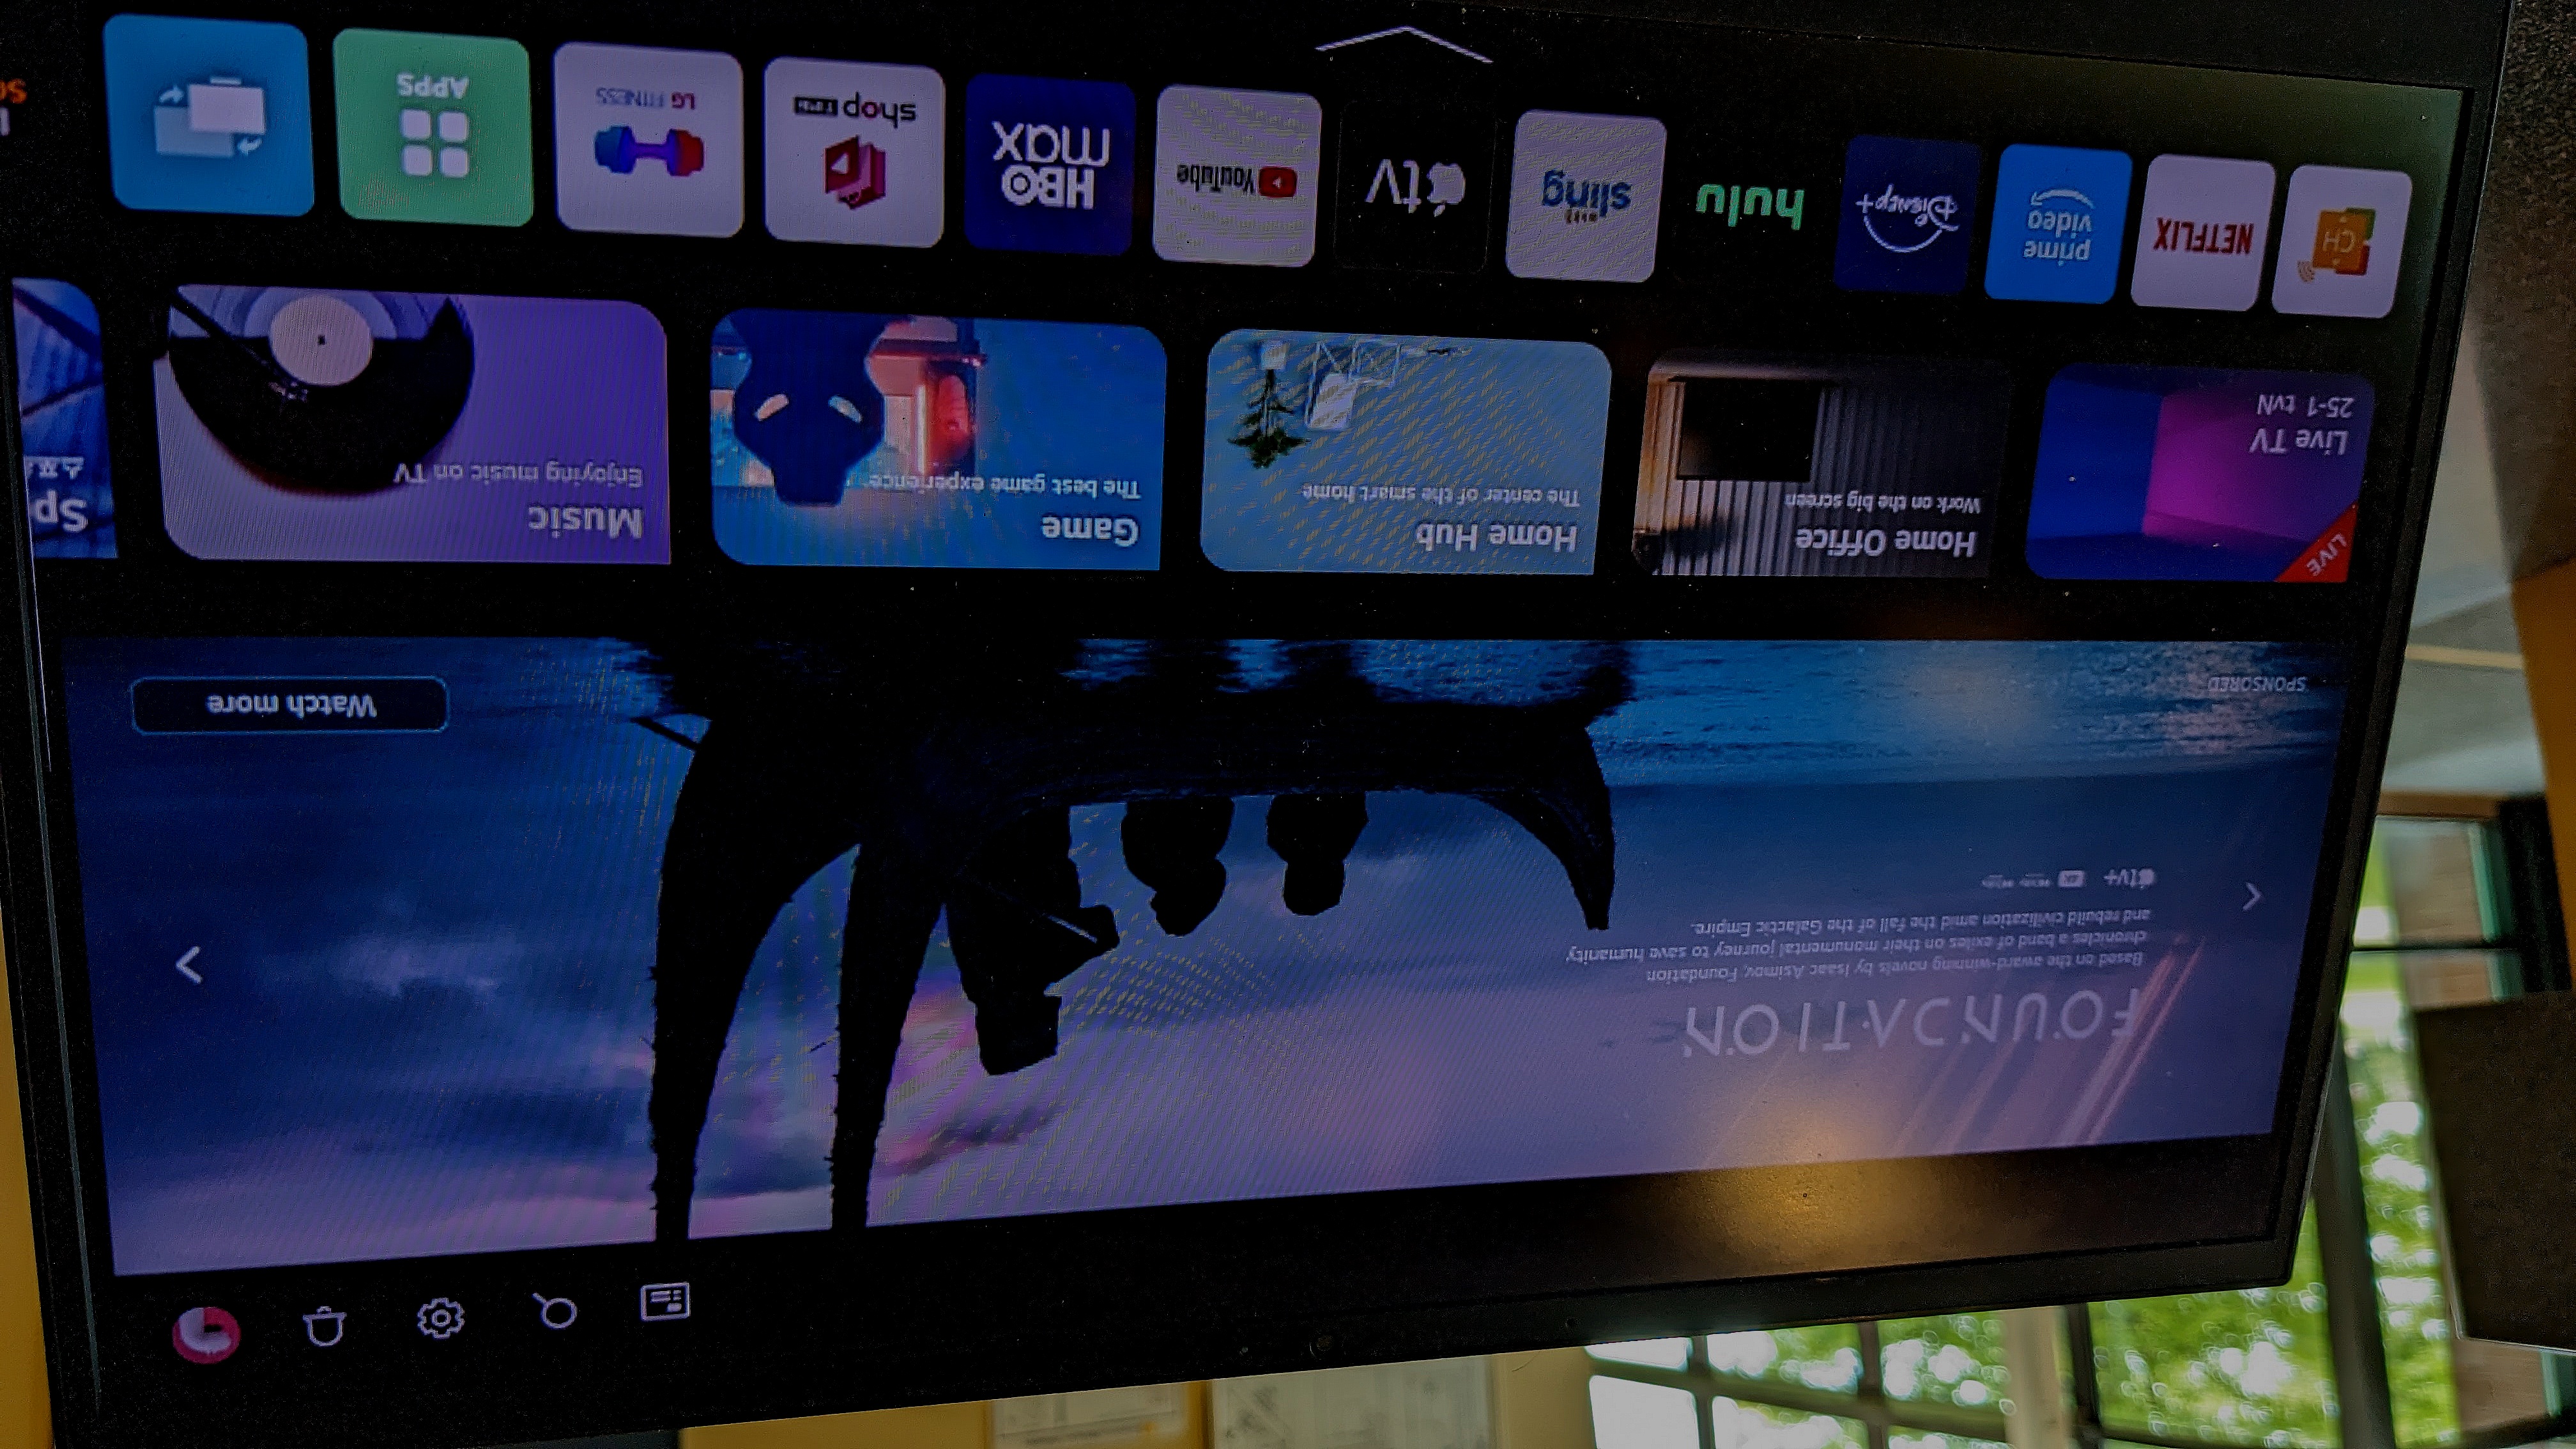 FOUNDATION
Based on the award-winning novels by Isaac Asimov, Foundation
chronicles a band of exiles on their monumental journey to save humanity
and rebuild civilization amid the fall of the Galactic Empire.
tv+ 4K
SPONSORED
Watch more
LIVE
Live TV
25-1 tvN
Home Office
Work on the big screen
Home Hub
The center of the smart home
Game
The best game experience.
Music
Enjoying music on TV
Sp
CH
NETFLIX
prime
video
Disney+
hulu
sling
tv
YouTube
HBO
max
shop
LG FITNESS
APPS